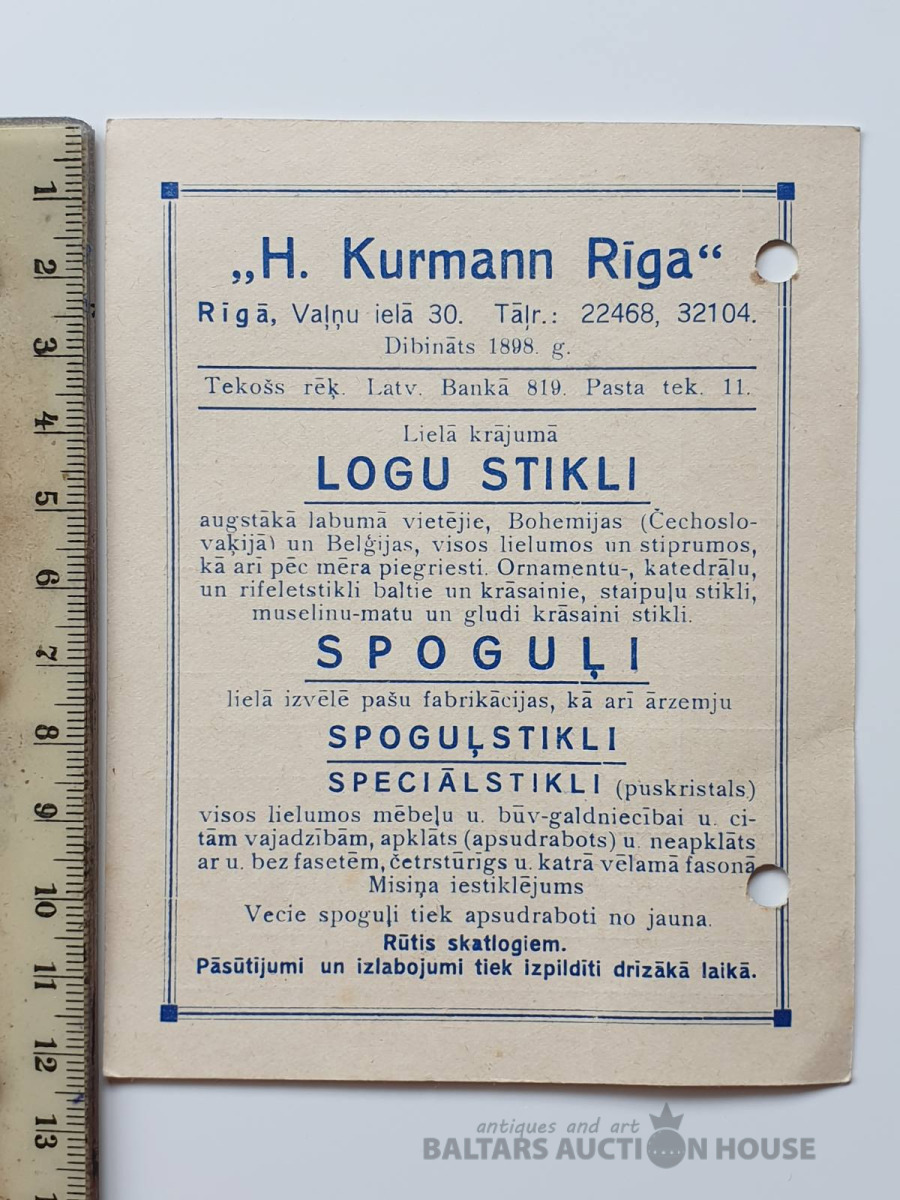 „H. Kurmann Rīga“
Rīgā, Vaļņu ielā 30. Tāļr.: 22468, 32104.
Dibināts 1898. g.
Tekošs rēķ. Latv. Bankā 819. Pasta tek. 11.
Lielā krājumā
LOGU STIKLI
augstākā labumā vietējie, Bohemijas (Čechoslo-
vaķijā) un Belģijas, visos lielumos un stiprumos,
kā arī pēc mēra piegriesti. Ornamentu-, katedrāļu,
un rifeletstikli baltie un krāsainie, staipuļu stikli,
muselinu-matu un gludi krāsaini stikli.
SPOGUĻI
lielā izvēlē pašu fabrikācijas, kā arī ārzemju
SPOGUĻSTIKLI
SPECIĀLSTIKLI (puskristals)
visos lielumos mēbeļu u. būv-galdniecībai u. ci-
tām vajadzībām, apklāts (apsudrabots) u. neapklāts
ar u. bez fasetēm, četrstūrīgs u. katrā vēlamā fasonā
Misiņa iestiklējums
Vecie spoguļi tiek apsudraboti no jauna.
Rūtis skatlogiem.
Pāsūtījumi un izlabojumi tiek izpildīti drīzākā laikā.
1
2
3
4
5
6
7
8
9
10
11
12
13
antiques and art
BALTARS AUCTION HOUSE